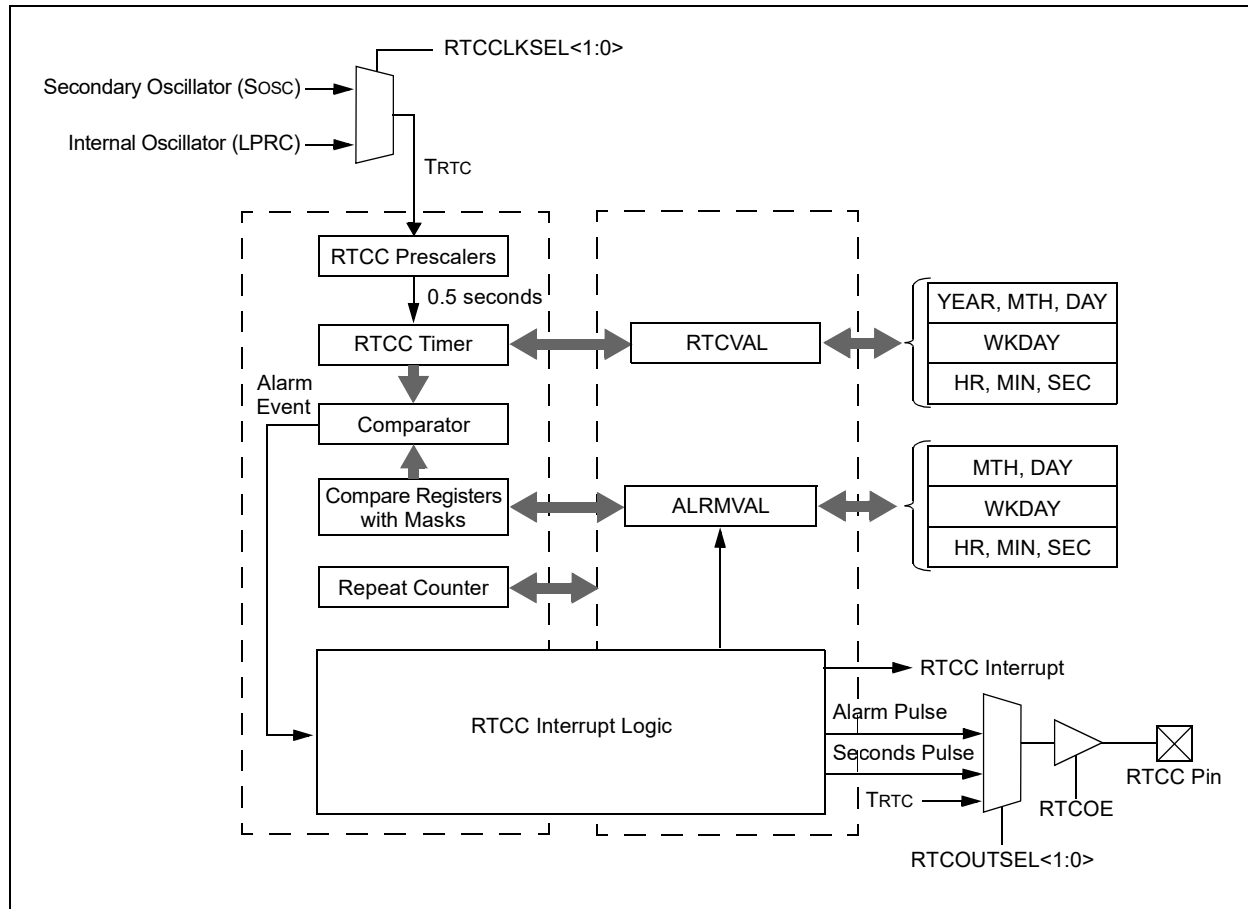 RTCCLKSEL<1:0>
Secondary Oscillator (SOSC)
Internal Oscillator (LPRC)
TRTC
RTCC Prescalers
0.5 seconds
RTCC Timer
RTCVAL
YEAR, MTH, DAY
WKDAY
HR, MIN, SEC
Alarm
Event
Comparator
Compare Registers
with Masks
ALRMVAL
MTH, DAY
WKDAY
HR, MIN, SEC
Repeat Counter
RTCC Interrupt Logic
RTCC Interrupt
Alarm Pulse
Seconds Pulse
TRTC
RTCC Pin
RTCOE
RTCOUTSEL<1:0>